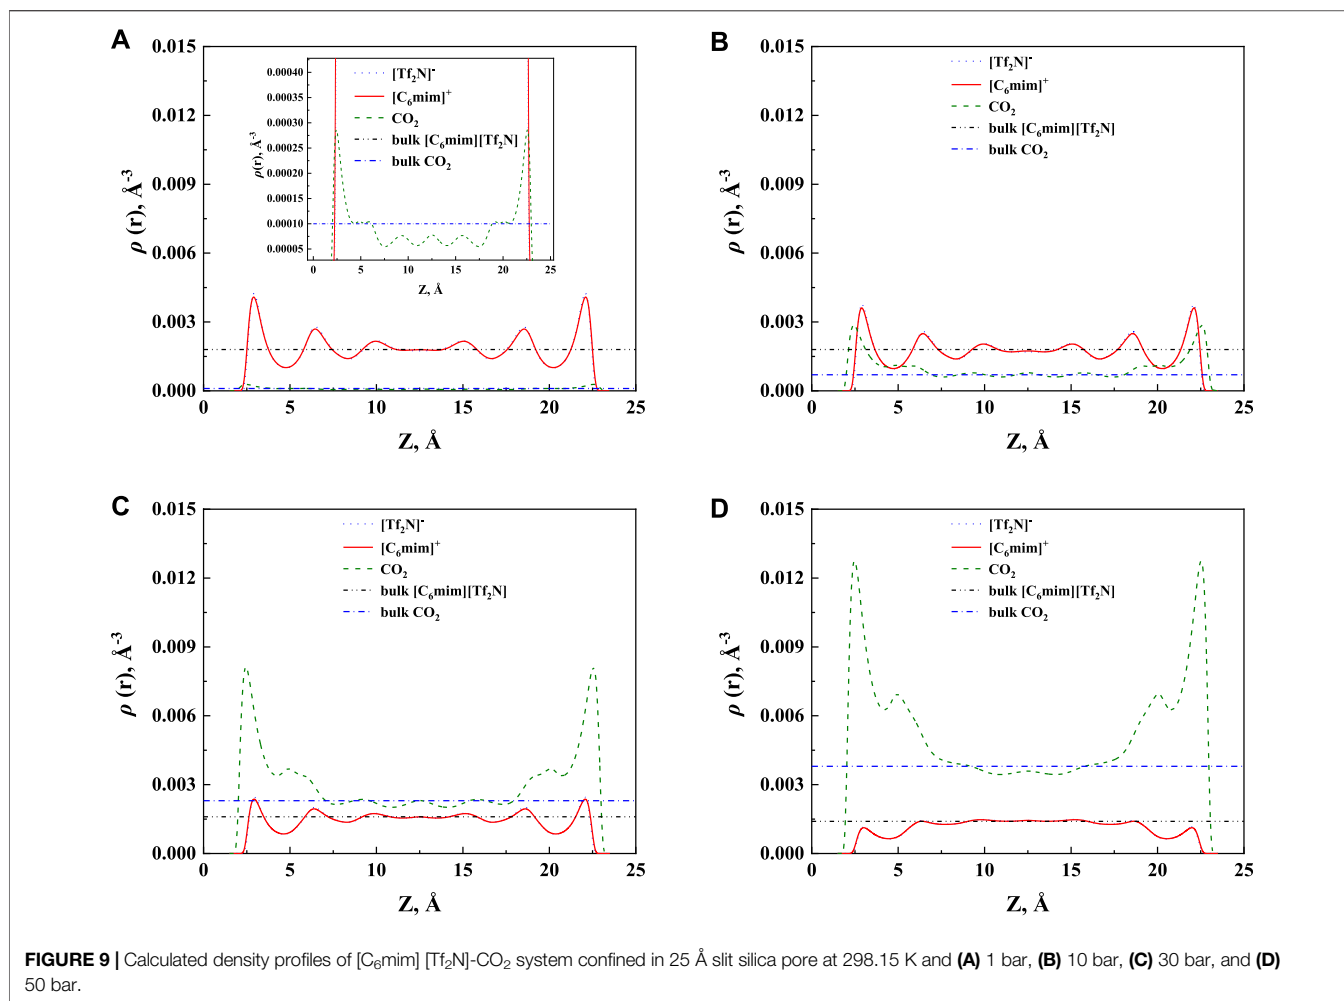 A
0.015
0.012
0.009
0.006
0.003
0.000
ρ (r), Å⁻³
0 5 10 15 20 25
Z, Å
0.00040
0.00030
0.00020
0.00010
0.00005
ρ(r), Å⁻³
0 5 10 15 20 25
Z, Å
[Tf₂N]⁻
[C₆mim]⁺
CO₂
bulk [C₆mim][Tf₂N]
bulk CO₂
B
0.015
0.012
0.009
0.006
0.003
0.000
ρ (r), Å⁻³
0 5 10 15 20 25
Z, Å
[Tf₂N]⁻
[C₆mim]⁺
CO₂
bulk [C₆mim][Tf₂N]
bulk CO₂
C
0.015
0.012
0.009
0.006
0.003
0.000
ρ (r), Å⁻³
0 5 10 15 20 25
Z, Å
[Tf₂N]⁻
[C₆mim]⁺
CO₂
bulk [C₆mim][Tf₂N]
bulk CO₂
D
0.015
0.012
0.009
0.006
0.003
0.000
ρ (r), Å⁻³
0 5 10 15 20 25
Z, Å
[Tf₂N]⁻
[C₆mim]⁺
CO₂
bulk [C₆mim][Tf₂N]
bulk CO₂
FIGURE 9 | Calculated density profiles of [C₆mim] [Tf₂N]-CO₂ system confined in 25 Å slit silica pore at 298.15 K and (A) 1 bar, (B) 10 bar, (C) 30 bar, and (D)
50 bar.